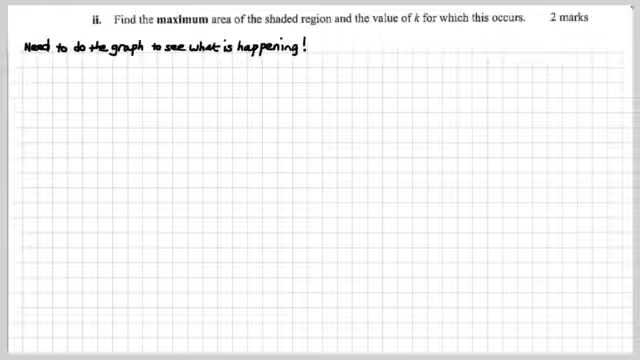 ii. Find the maximum area of the shaded region and the value of k for which this occurs. 2 marks
Need to do the graph to see what is happening!